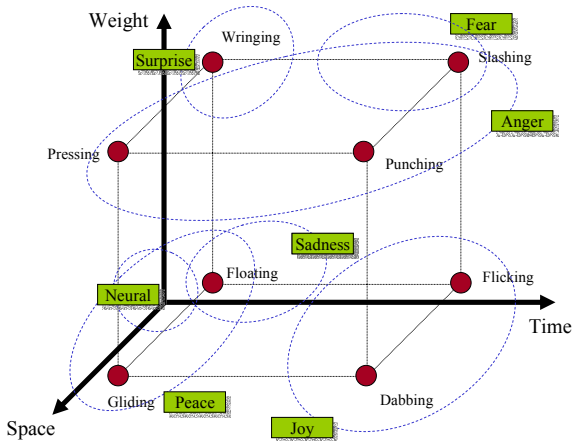 Weight
Fear
Wringing
Surprise
Slashing
Anger
Pressing
Punching
Sadness
Floating
Flicking
Neural
Time
Gliding
Peace
Dabbing
Space
Joy